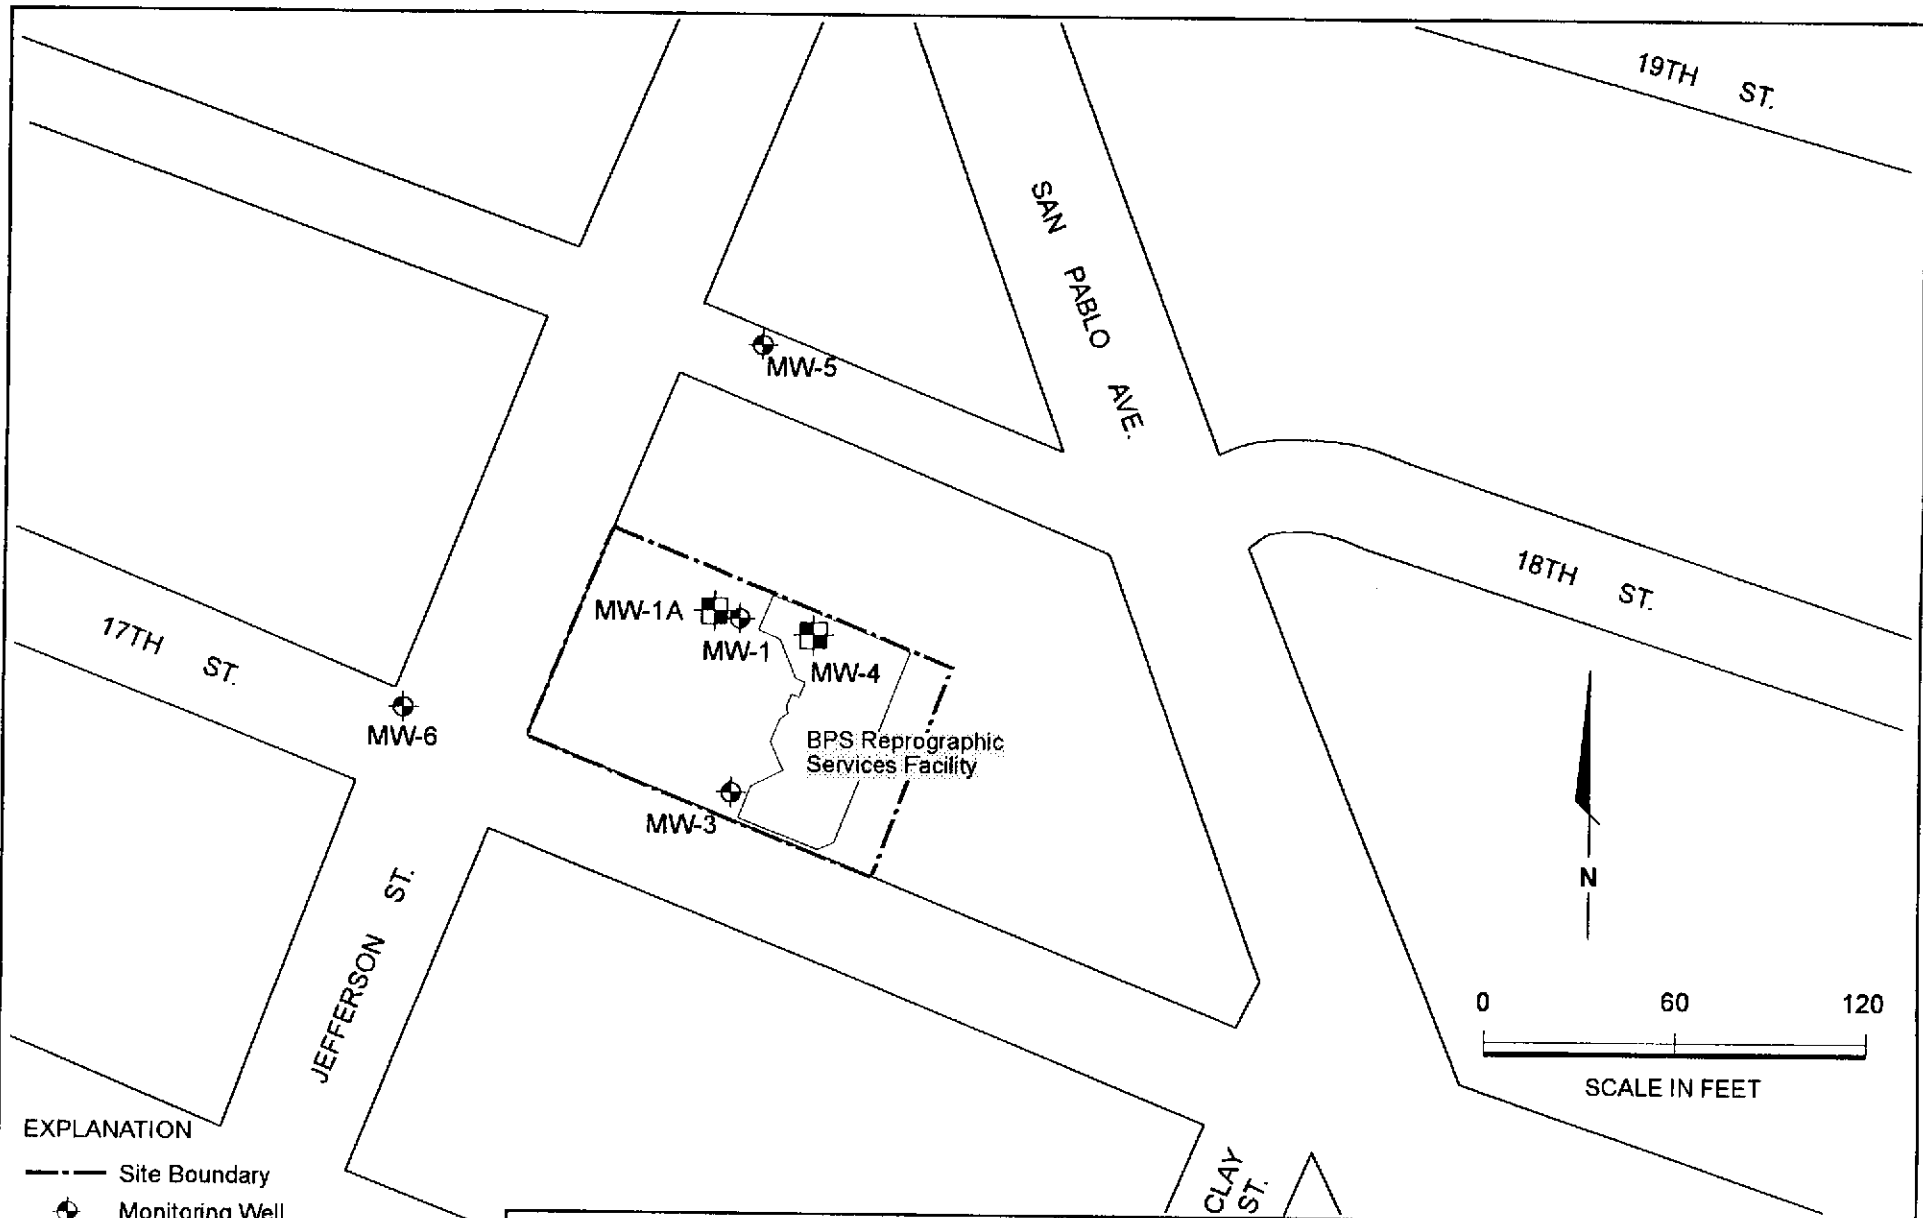 19TH ST.
SAN PABLO AVE.
MW-5
18TH ST.
MW-1A
MW-1
MW-4
17TH ST.
MW-6
BPS Reprographic
Services Facility
MW-3
N
JEFFERSON ST.
0 60 120
SCALE IN FEET
EXPLANATION
Site Boundary
Monitoring Well
CLAY
ST.